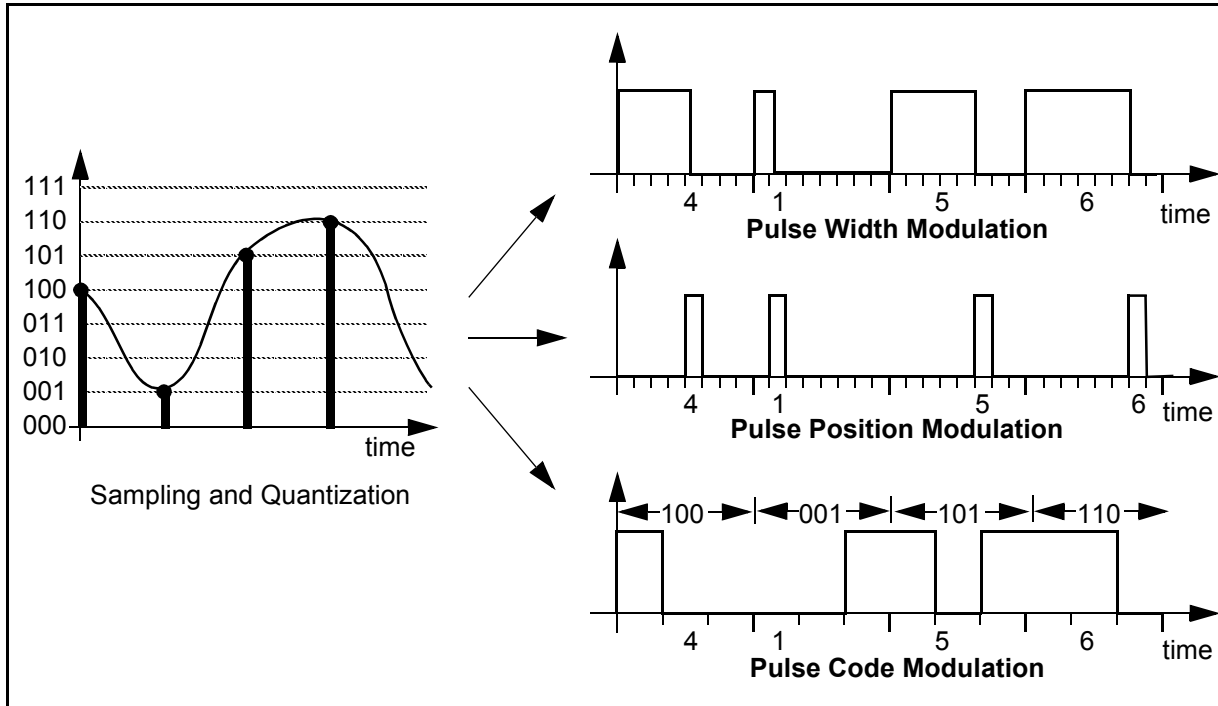 111
110
101
100
011
010
001
000
time
Sampling and Quantization
4 1 5 6 time
Pulse Width Modulation
4 1 5 6 time
Pulse Position Modulation
100 001 101 110
4 1 5 6 time
Pulse Code Modulation